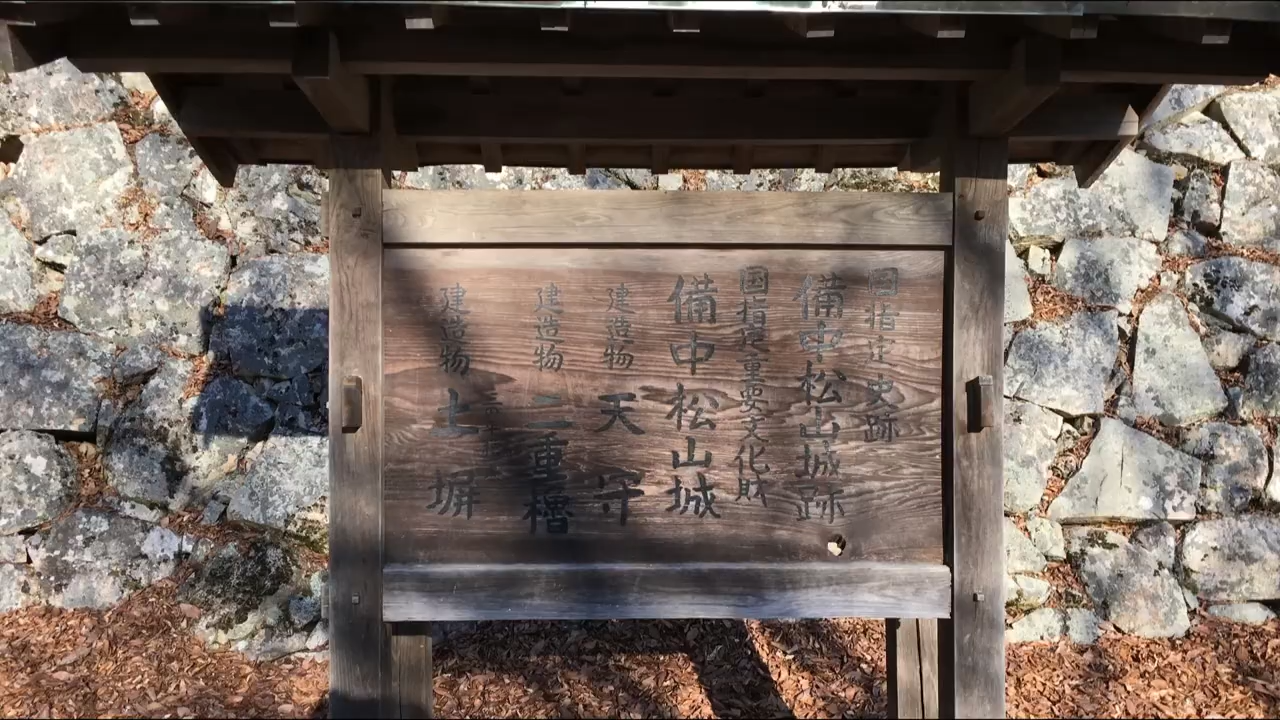 國指定史跡
備中松山城跡
国指定重要文化財
備中松山城
建造物 天守
建造物 二重櫓
建造物 土塀